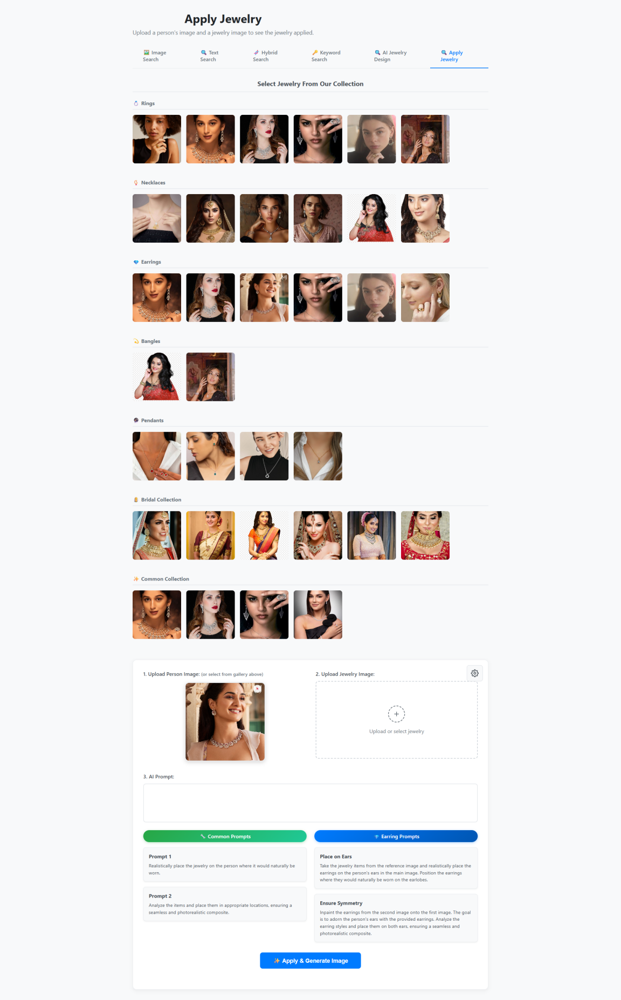 Apply Jewelry
Upload a person's image and a jewelry image to see the jewelry applied.
Image
Search
Text
Search
Hybrid
Search
Keyword
Search
AI Jewelry
Design
Apply
Jewelry
Select Jewelry From Our Collection
Rings
Necklaces
Earrings
Bangles
Pendants
Bridal Collection
Common Collection
1. Upload Person Image: (or select from gallery above)
2. Upload Jewelry Image:
Upload or select jewelry
3. AI Prompt:
Common Prompts
Prompt 1
Realistically place the jewelry on the person where it would naturally be
worn.
Prompt 2
Analyze the items and place them in appropriate locations, ensuring a
seamless and photorealistic composite.
Earring Prompts
Place on Ears
Take the jewelry items from the reference image and realistically place the
earrings on the person's ears in the main image. Position the earrings
where they would naturally be worn on the earlobes.
Ensure Symmetry
Inpaint the earrings from the second image onto the first image. The goal
is to adorn the person's ears with the provided earrings. Analyze the
earring styles and place them on both ears, ensuring a seamless and
photorealistic composite.
Apply & Generate Image